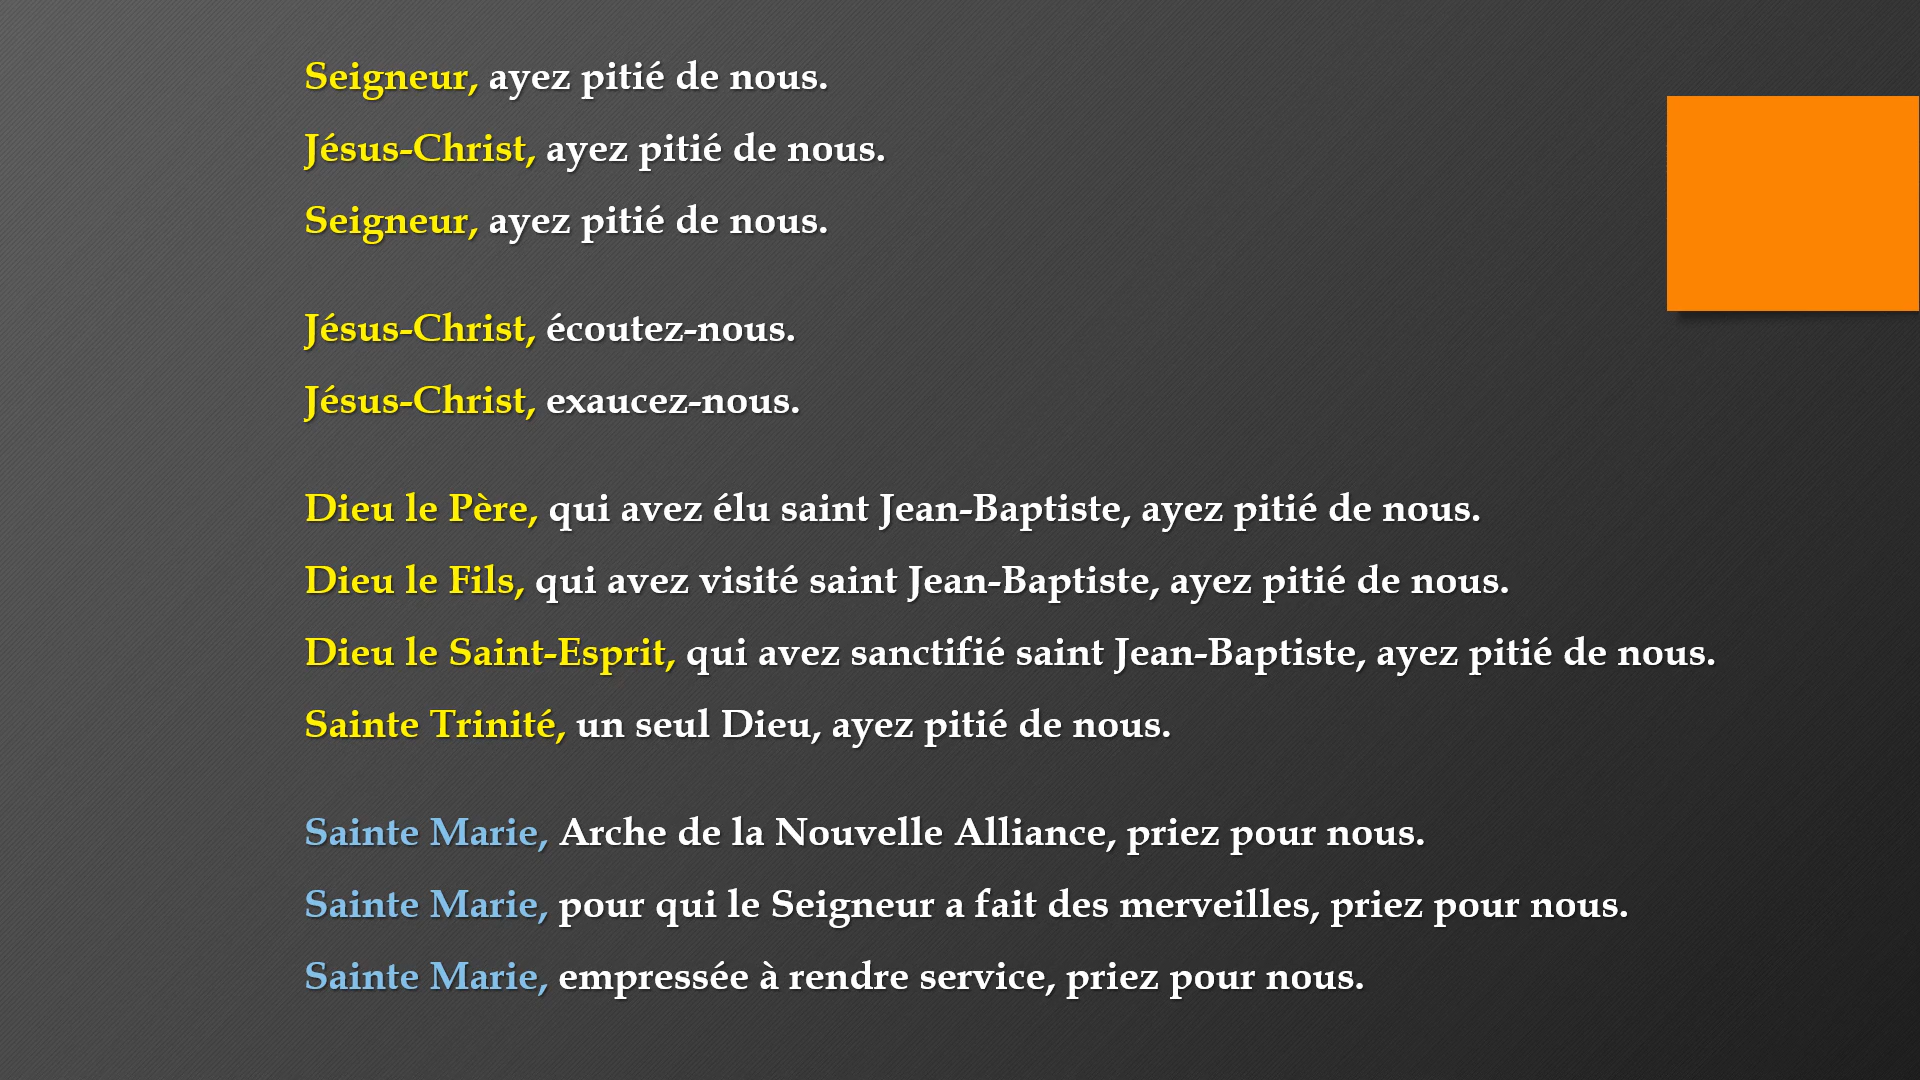 Seigneur, ayez pitié de nous.
Jésus-Christ, ayez pitié de nous.
Seigneur, ayez pitié de nous.
Jésus-Christ, écoutez-nous.
Jésus-Christ, exaucez-nous.
Dieu le Père, qui avez élu saint Jean-Baptiste, ayez pitié de nous.
Dieu le Fils, qui avez visité saint Jean-Baptiste, ayez pitié de nous.
Dieu le Saint-Esprit, qui avez sanctifié saint Jean-Baptiste, ayez pitié de nous.
Sainte Trinité, un seul Dieu, ayez pitié de nous.
Sainte Marie, Arche de la Nouvelle Alliance, priez pour nous.
Sainte Marie, pour qui le Seigneur a fait des merveilles, priez pour nous.
Sainte Marie, empressée à rendre service, priez pour nous.